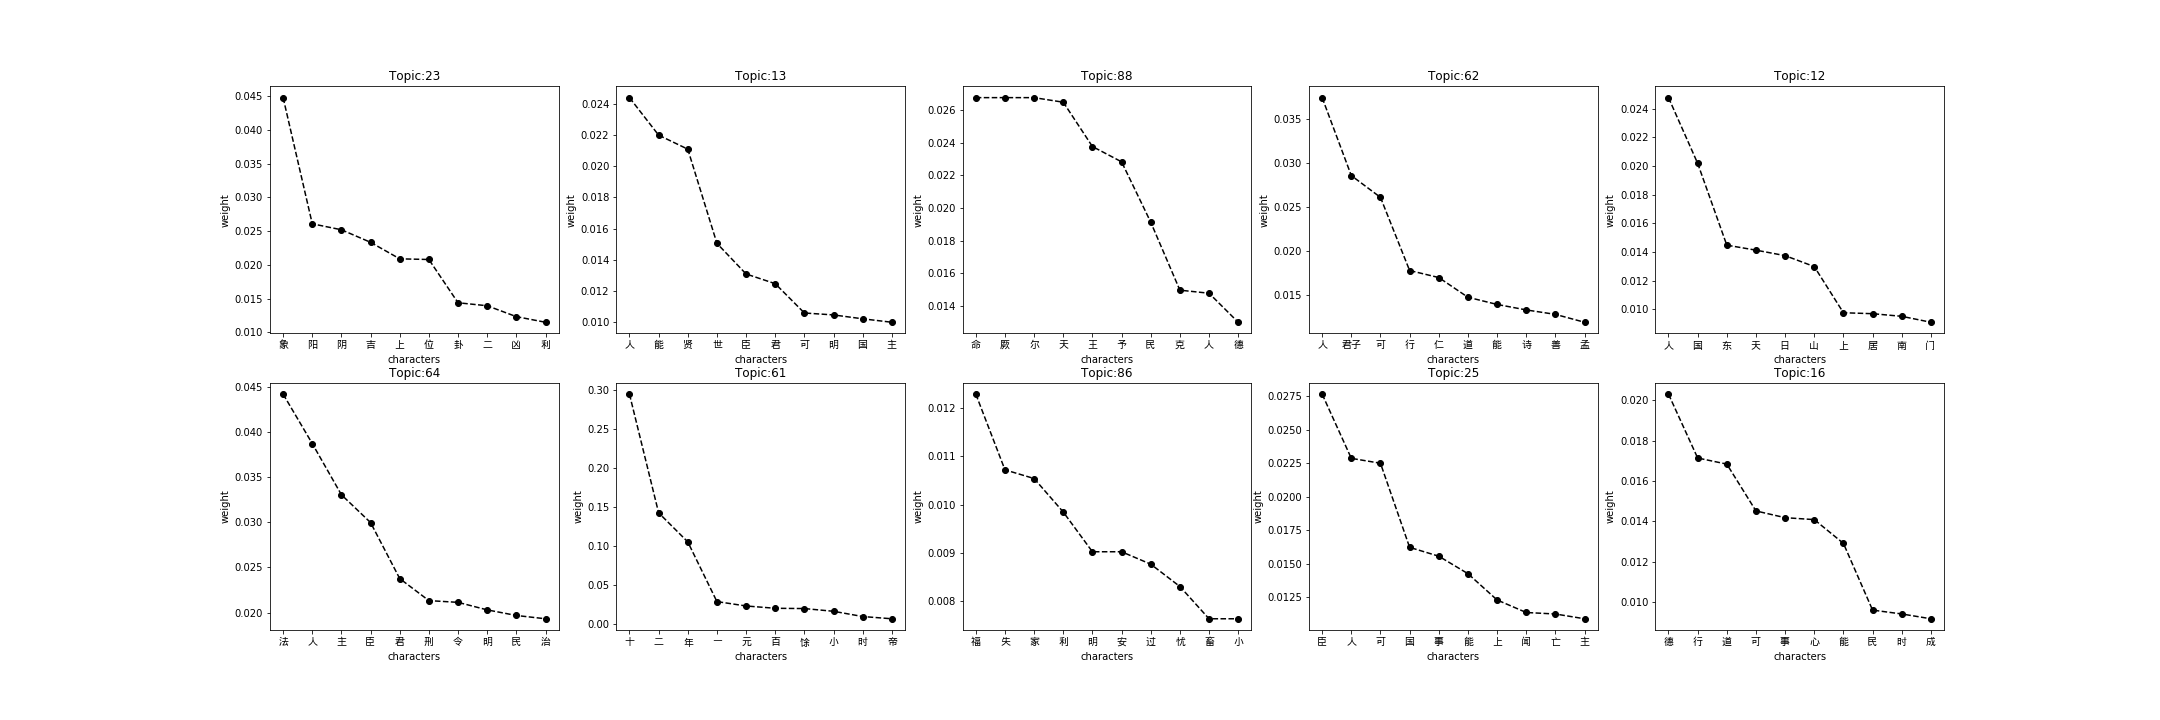 Topic:23
0.045
0.040
0.035
0.030
0.025
0.020
0.015
0.010
weight
象 阳 阴 吉 上 位 卦 二 凶 利
characters
Topic:13
0.024
0.022
0.020
0.018
0.016
0.014
0.012
0.010
weight
人 能 贤 世 臣 君 可 明 国 主
characters
Topic:88
0.026
0.024
0.022
0.020
0.018
0.016
0.014
weight
命 厥 尔 天 王 予 民 克 人 德
characters
Topic:62
0.035
0.030
0.025
0.020
0.015
weight
人 君子 可 行 仁 道 能 诗 善 孟
characters
Topic:12
0.024
0.022
0.020
0.018
0.016
0.014
0.012
0.010
weight
人 国 东 天 日 山 上 居 南 门
characters
Topic:64
0.045
0.040
0.035
0.030
0.025
0.020
weight
法 人 主 臣 君 刑 令 明 民 治
characters
Topic:61
0.30
0.25
0.20
0.15
0.10
0.05
0.00
weight
十 二 年 一 元 百 馀 小 时 帝
characters
Topic:86
0.012
0.011
0.010
0.009
0.008
weight
福 失 家 利 明 安 过 忧 畜 小
characters
Topic:25
0.0275
0.0250
0.0225
0.0200
0.0175
0.0150
0.0125
weight
臣 人 可 国 事 能 上 闻 亡 主
characters
Topic:16
0.020
0.018
0.016
0.014
0.012
0.010
weight
德 行 道 可 事 心 能 民 时 成
characters